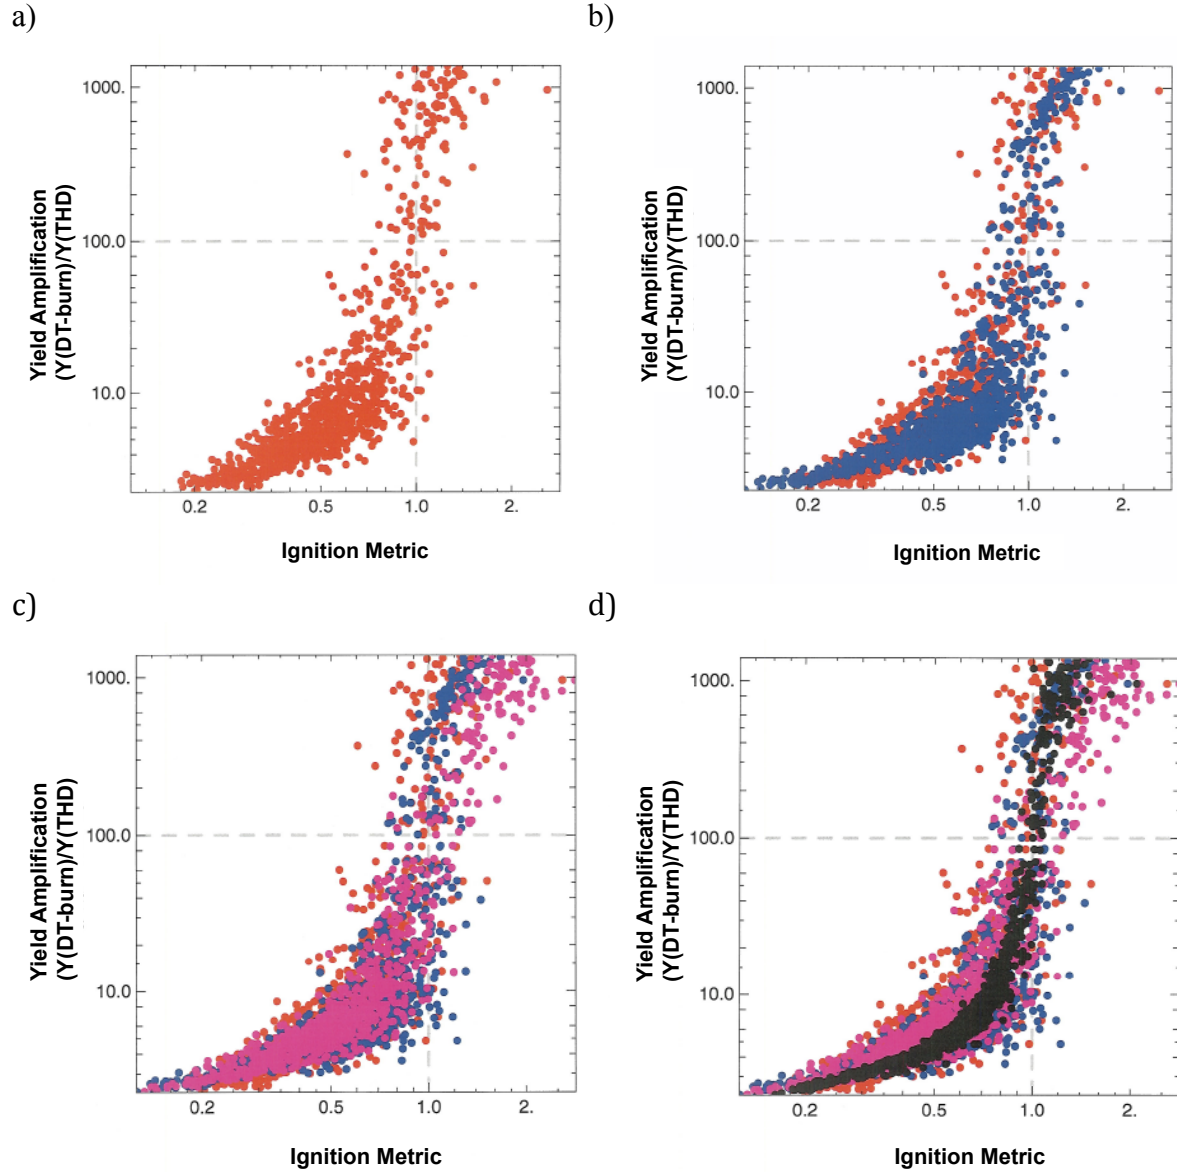 a)
1000.
100.0
10.0
0.2 0.5 1.0 2.
Yield Amplification
(Y(DT-burn)/Y(THD)
Ignition Metric
b)
1000.
100.0
10.0
0.2 0.5 1.0 2.
Yield Amplification
(Y(DT-burn)/Y(THD)
Ignition Metric
c)
1000.
100.0
10.0
0.2 0.5 1.0 2.
Yield Amplification
(Y(DT-burn)/Y(THD)
Ignition Metric
d)
1000.
100.0
10.0
0.2 0.5 1.0 2.
Yield Amplification
(Y(DT-burn)/Y(THD)
Ignition Metric